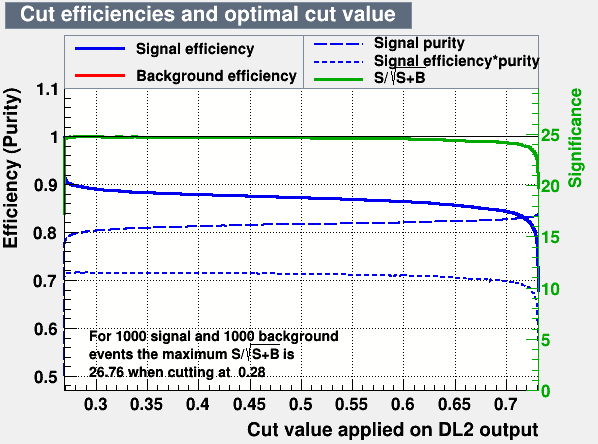 Cut efficiencies and optimal cut value
Signal efficiency
Background efficiency
Signal purity
Signal efficiency*purity
S/√S+B
Efficiency (Purity)
1.1
1
0.9
0.8
0.7
0.6
0.5
Significance
25
20
15
10
5
0
For 1000 signal and 1000 background
events the maximum S/√S+B is
26.76 when cutting at 0.28
0.3 0.35 0.4 0.45 0.5 0.55 0.6 0.65 0.7
Cut value applied on DL2 output